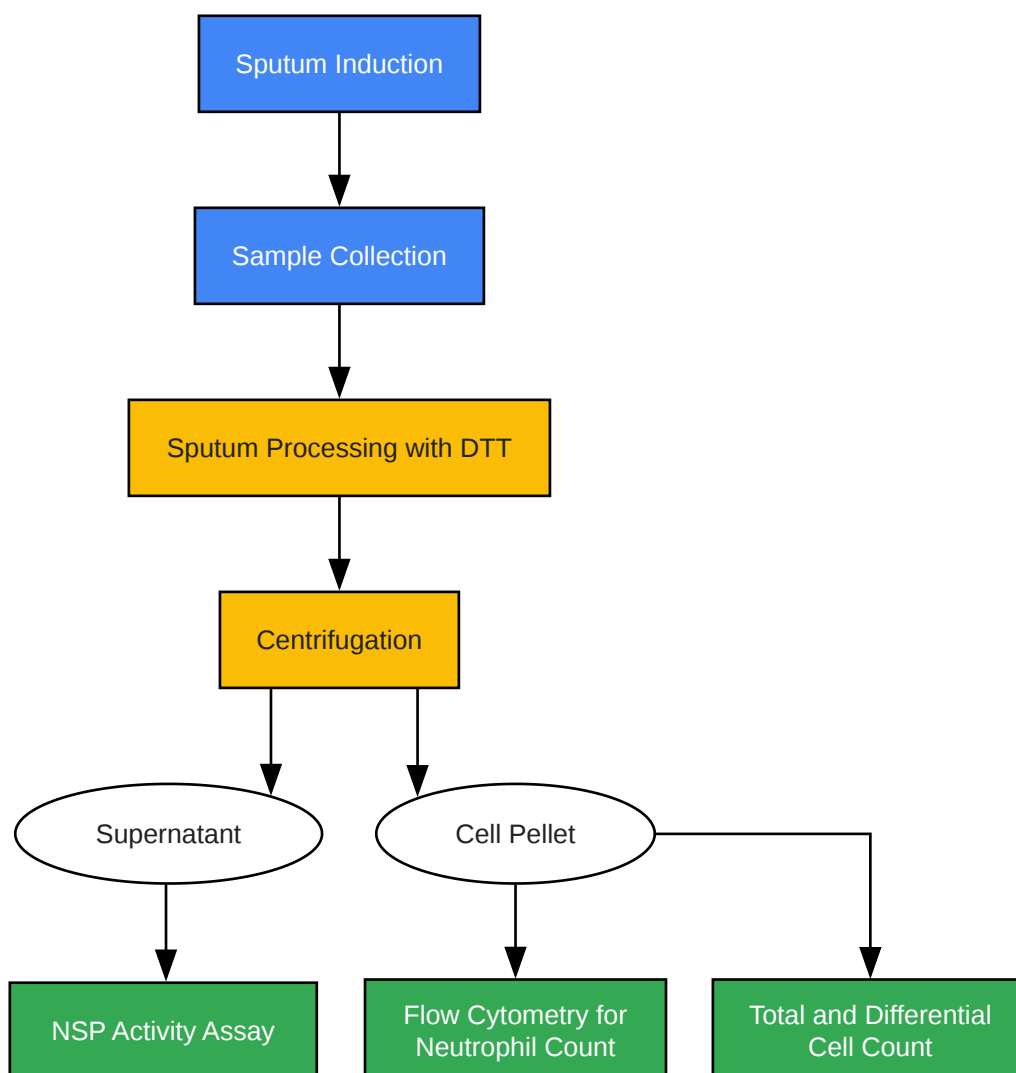 Sputum Induction
Sample Collection
Sputum Processing with DTT
Centrifugation
Supernatant
Cell Pellet
NSP Activity Assay
Flow Cytometry for
Neutrophil Count
Total and Differential
Cell Count